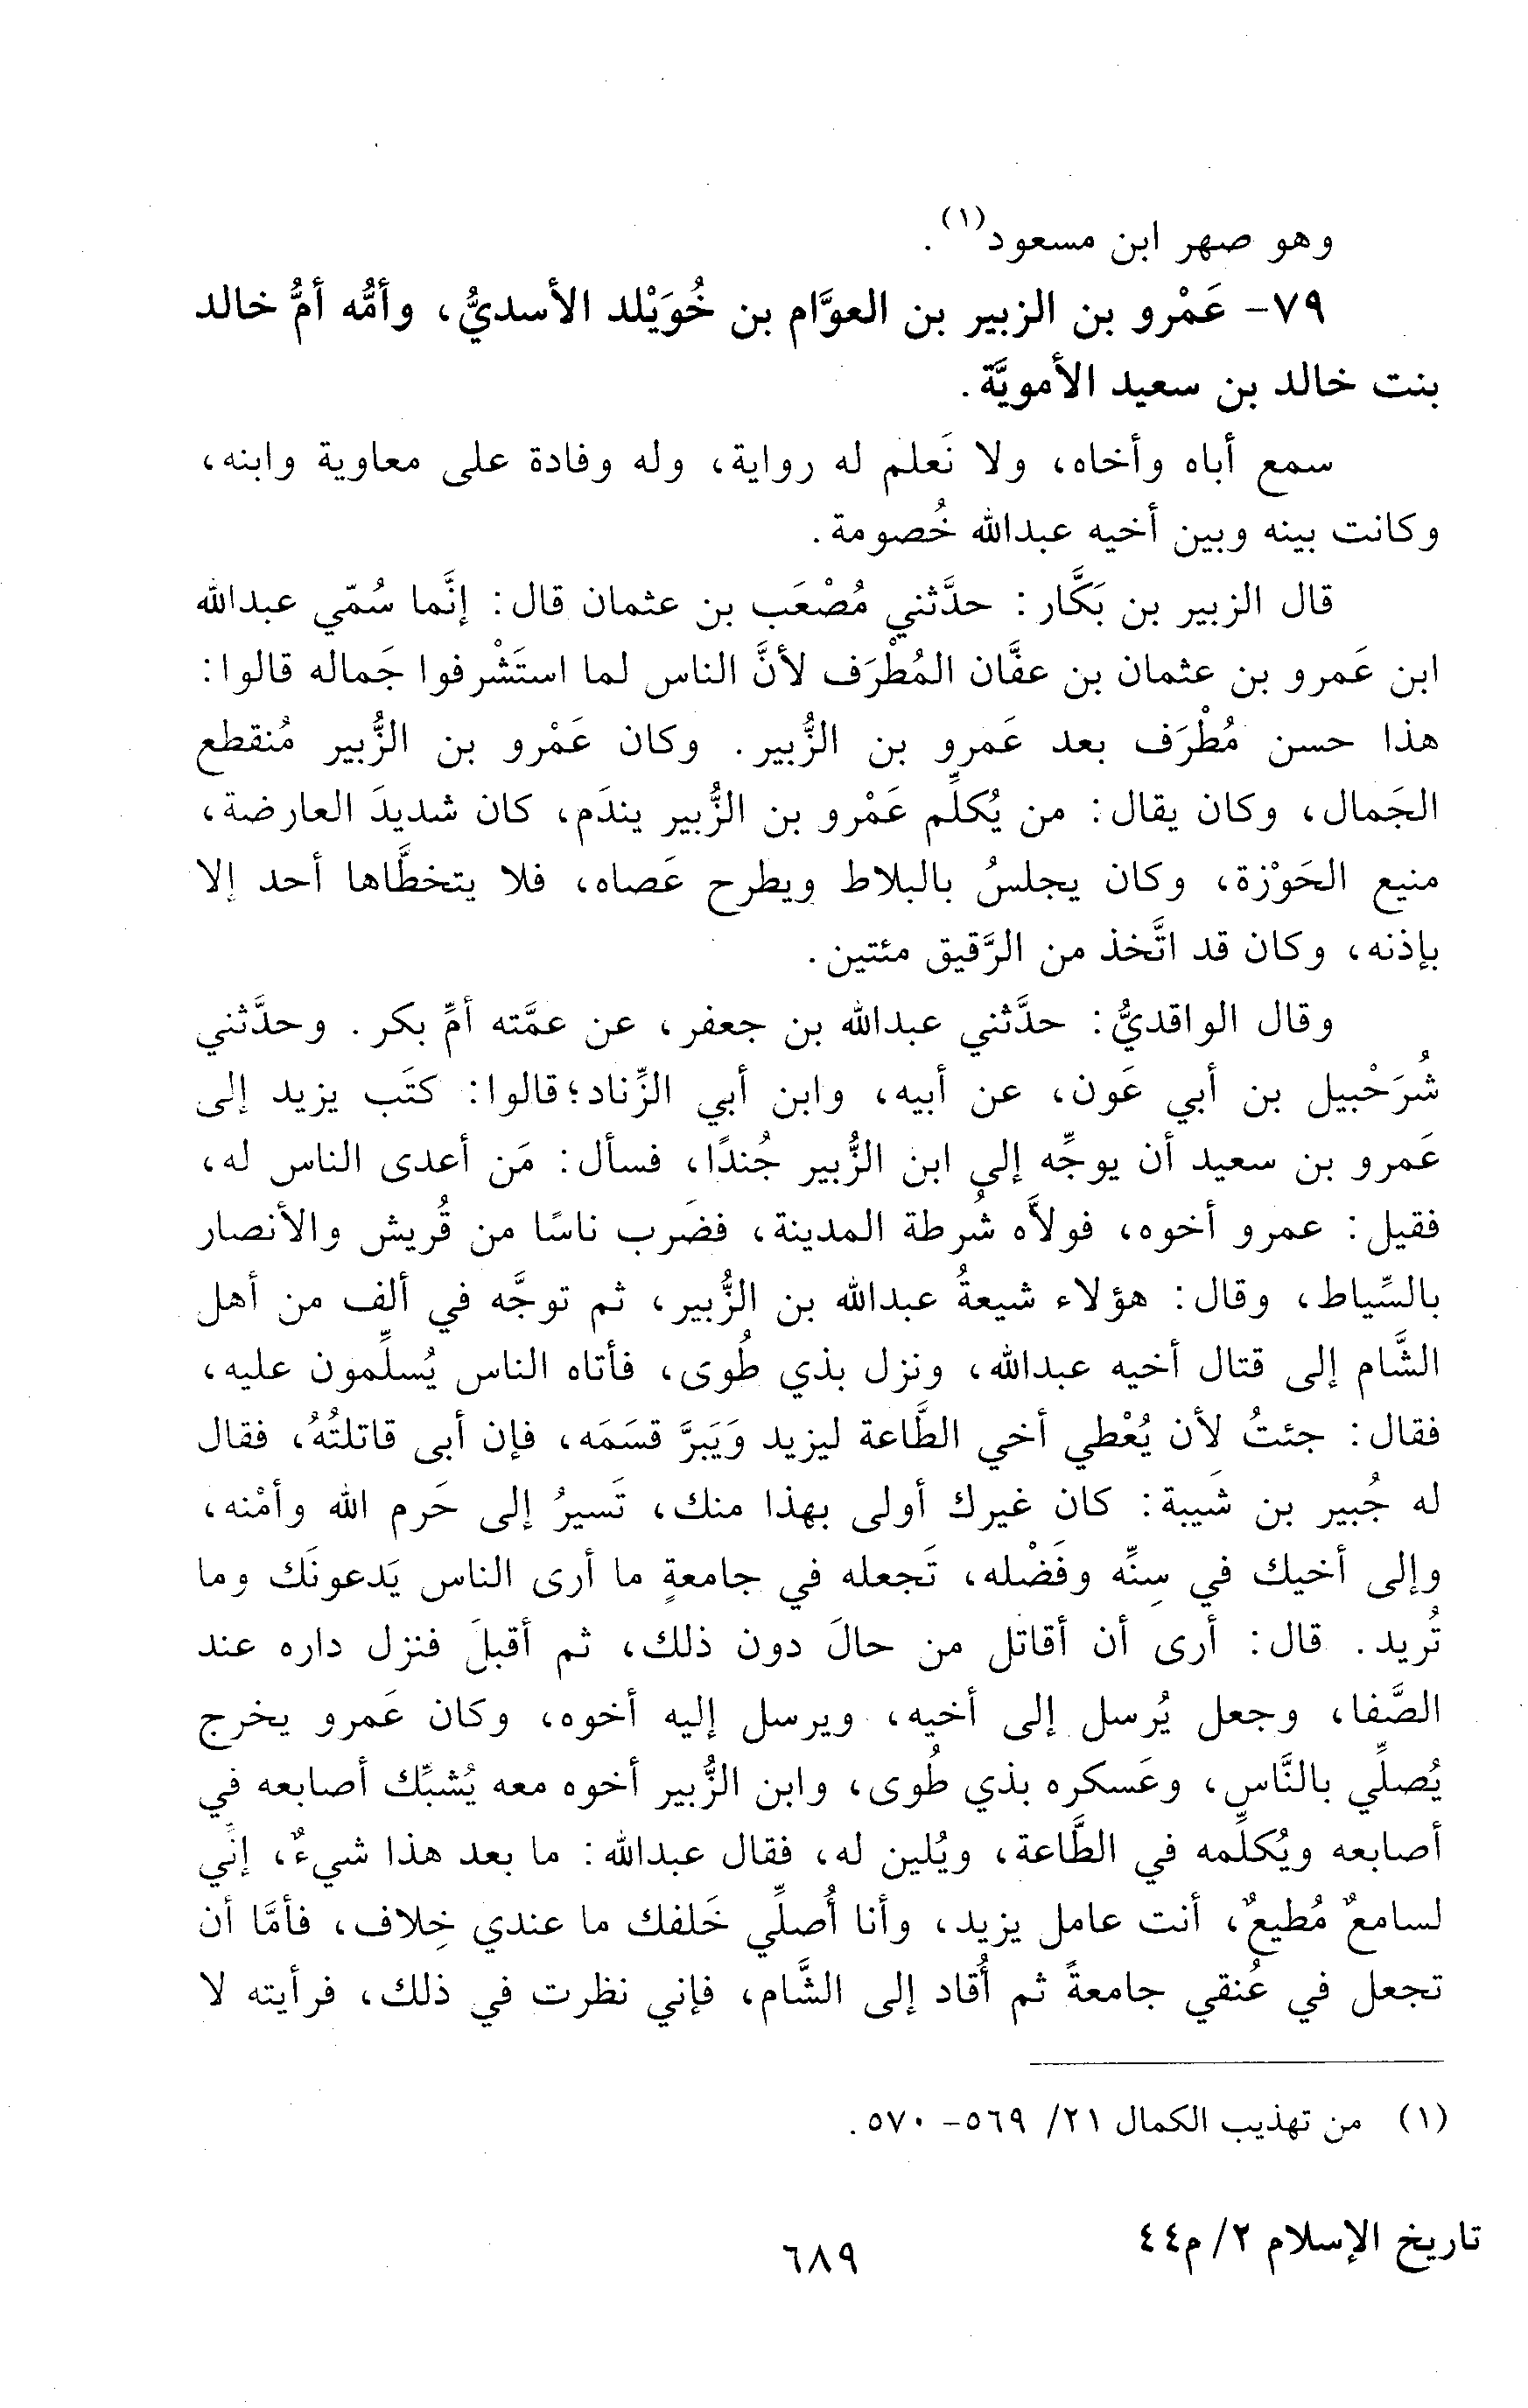 وهو صهر ابن مسعود(١).
٧٩- عَمْرو بن الزبير بن العوَّام بن خُوَيْلد الأسديُّ، وأمُّه أمُّ خالد
بنت خالد بن سعيد الأمويَّة.
سمع أباه وأخاه، ولا نَعلم له رواية، وله وفادة على معاوية وابنه،
وكانت بينه وبين أخيه عبدالله خُصومة.
قال الزبير بن بَكَّار: حدَّثني مُصْعَب بن عثمان قال: إنَّما سُمّي عبدالله
ابن عَمرو بن عثمان بن عفَّان المُطْرَف لأنَّ الناس لما استَشْرفوا جَماله قالوا:
هذا حسن مُطْرَف بعد عَمرو بن الزُّبير. وكان عَمْرو بن الزُّبير مُنقطع
الجَمال، وكان يقال: من يُكلِّم عَمْرو بن الزُّبير يندَم، كان شديدَ العارضة،
منيع الحَوْزة، وكان يجلسُ بالبلاط ويطرح عَصاه، فلا يتخطَّاها أحد إلا
بإذنه، وكان قد اتَّخذ من الرَّقيق مئتين.
وقال الواقديُّ: حدَّثني عبدالله بن جعفر، عن عمَّته أمِّ بكر. وحدَّثني
شُرَحْبيل بن أبي عَون، عن أبيه، وابن أبي الزِّناد؛ قالوا: كتَب يزيد إلى
عَمرو بن سعيد أن يوجِّه إلى ابن الزُّبير جُندًا، فسأل: مَن أعدى الناس له،
فقيل: عمرو أخوه، فولاَّه شُرطة المدينة، فضَرب ناسًا من قُريش والأنصار
بالسِّياط، وقال: هؤلاء شيعةُ عبدالله بن الزُّبير، ثم توجَّه في ألف من أهل
الشَّام إلى قتال أخيه عبدالله، ونزل بذي طُوى، فأتاه الناس يُسلِّمون عليه،
فقال: جئتُ لأن يُعْطي أخي الطَّاعة ليزيد وَيَبرَّ قسَمَه، فإن أبى قاتلتُهُ، فقال
له جُبير بن شَيبة: كان غيرك أولى بهذا منك، تَسيرُ إلى حَرم الله وأمْنه،
وإلى أخيك في سِنِّه وفَضْله، تَجعله في جامعةٍ ما أرى الناس يَدعونَك وما
تُريد. قال: أرى أن أقاتل من حالَ دون ذلك، ثم أقبلَ فنزل داره عند
الصَّفا، وجعل يُرسل إلى أخيه، ويرسل إليه أخوه، وكان عَمرو يخرج
يُصلِّي بالنَّاس، وعَسكره بذي طُوى، وابن الزُّبير أخوه معه يُشبِّك أصابعه في
أصابعه ويُكلِّمه في الطَّاعة، ويُلين له، فقال عبدالله: ما بعد هذا شيءٌ، إنِّي
لسامعٌ مُطيعٌ، أنت عامل يزيد، وأنا أُصلِّي خَلفك ما عندي خِلاف، فأمَّا أن
تجعل في عُنقي جامعةً ثم أُقاد إلى الشَّام، فإني نظرت في ذلك، فرأيته لا
(١) من تهذيب الكمال ٢١/ ٥٦٩- ٥٧٠.
تاريخ الإسلام ٢/ م٤٤
٦٨٩